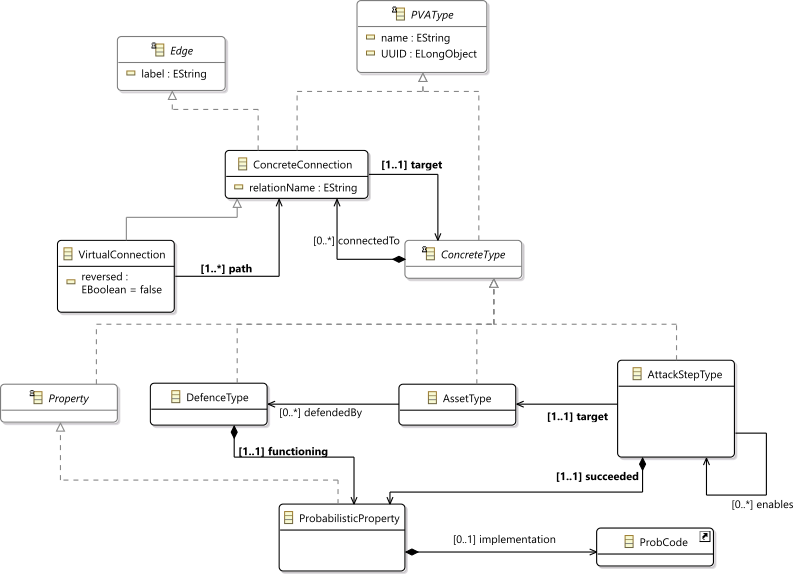 PVAType
name : EString
UUID : ELongObject
Edge
label : EString
ConcreteConnection
relationName : EString
[1..1] target
[0..*] connectedTo
ConcreteType
VirtualConnection
reversed :
EBoolean = false
[1..*] path
Property
DefenceType
[0..*] defendedBy
AssetType
[1..1] target
AttackStepType
[1..1] functioning
[1..1] succeeded
[0..*] enables
ProbabilisticProperty
[0..1] implementation
ProbCode